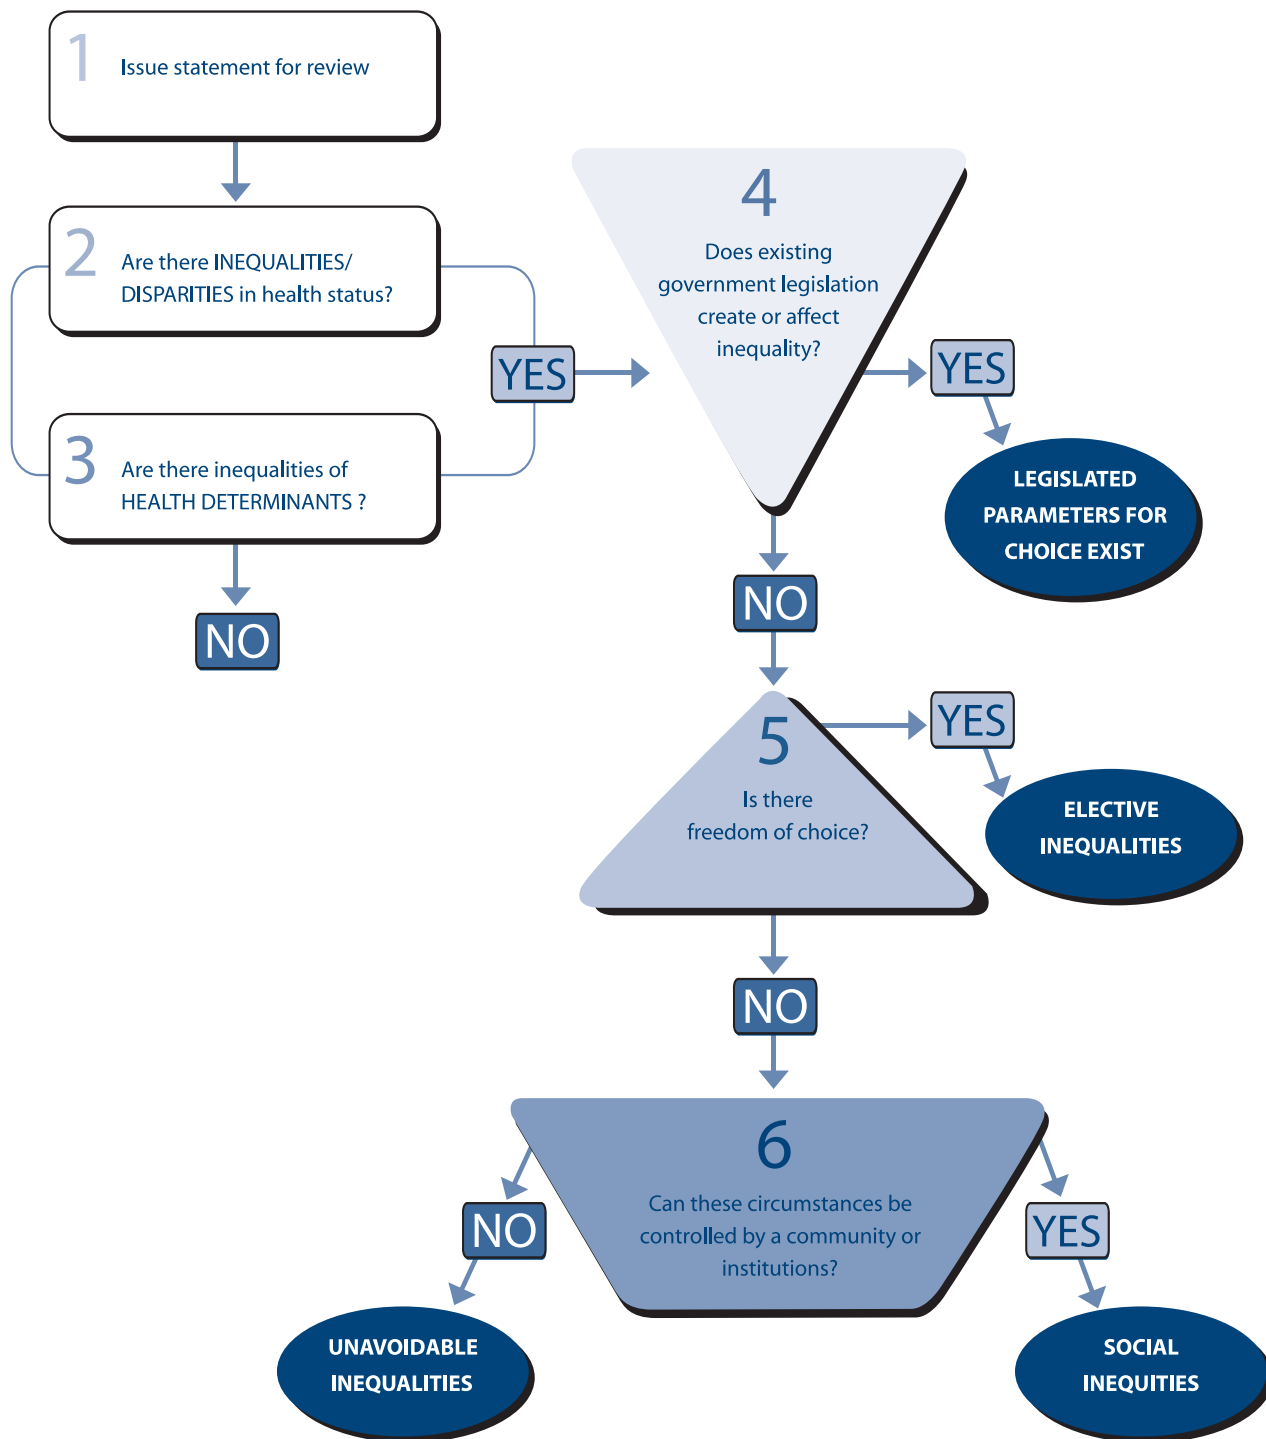 1
Issue statement for review
2
Are there INEQUALITIES/
DISPARITIES in health status?
3
Are there inequalities of
HEALTH DETERMINANTS ?
NO
YES
4
Does existing
government legislation
create or affect
inequality?
YES
LEGISLATED
PARAMETERS FOR
CHOICE EXIST
NO
5
Is there
freedom of choice?
YES
ELECTIVE
INEQUALITIES
NO
6
Can these circumstances be
controlled by a community or
institutions?
NO
UNAVOIDABLE
INEQUALITIES
YES
SOCIAL
INEQUITIES